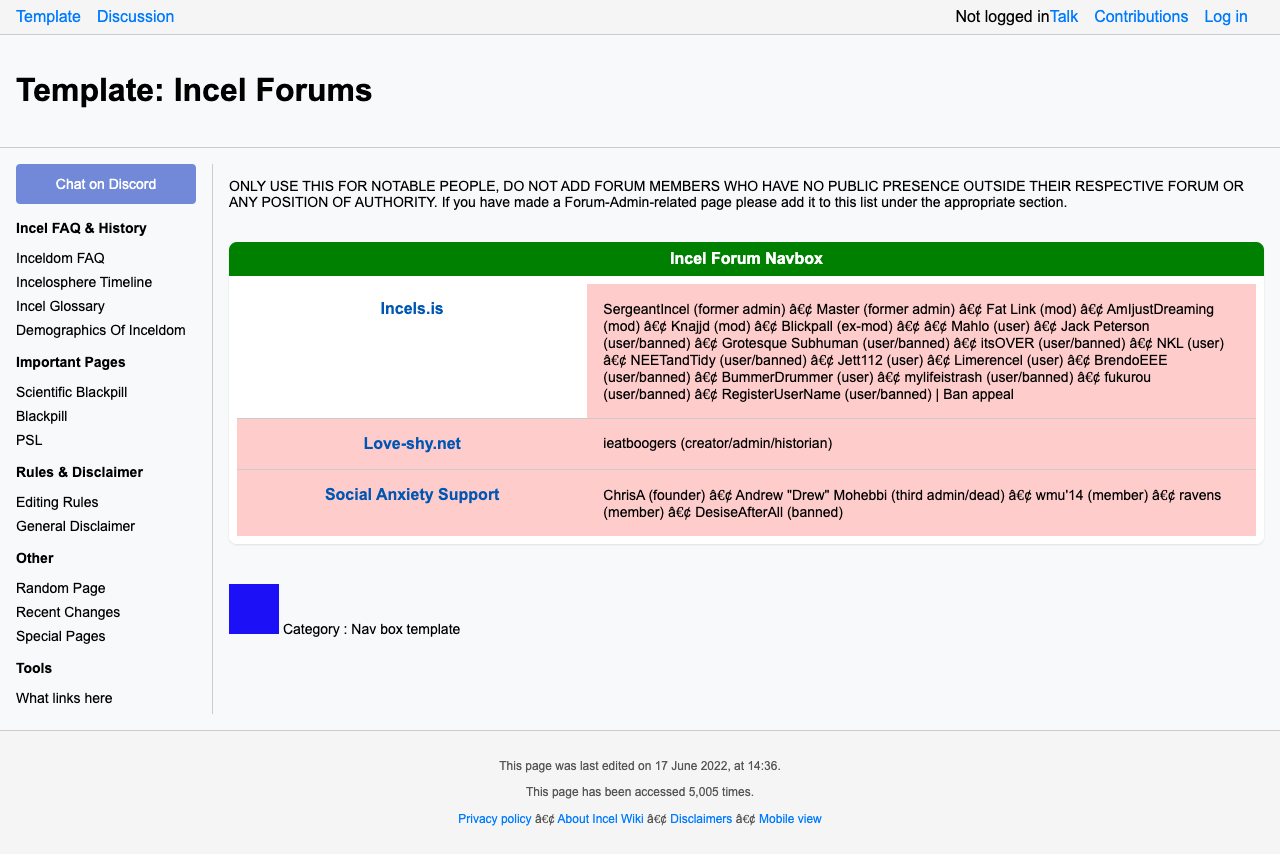 Template Discussion Not logged in Talk Contributions Log in
Template: Incel Forums
Chat on Discord
Incel FAQ & History
Inceldom FAQ
Incelosphere Timeline
Incel Glossary
Demographics Of Inceldom
Important Pages
Scientific Blackpill
Blackpill
PSL
Rules & Disclaimer
Editing Rules
General Disclaimer
Other
Random Page
Recent Changes
Special Pages
Tools
What links here
ONLY USE THIS FOR NOTABLE PEOPLE, DO NOT ADD FORUM MEMBERS WHO HAVE NO PUBLIC PRESENCE OUTSIDE THEIR RESPECTIVE FORUM OR
ANY POSITION OF AUTHORITY. If you have made a Forum-Admin-related page please add it to this list under the appropriate section.
Incel Forum Navbox
Incels.is
SergeantIncel (former admin) â€¢ Master (former admin) â€¢ Fat Link (mod) â€¢ AmIjustDreaming
(mod) â€¢ Knajjd (mod) â€¢ Blickpall (ex-mod) â€¢ â€¢ Mahlo (user) â€¢ Jack Peterson
(user/banned) â€¢ Grotesque Subhuman (user/banned) â€¢ itsOVER (user/banned) â€¢ NKL (user)
â€¢ NEETandTidy (user/banned) â€¢ Jett112 (user) â€¢ Limerencel (user) â€¢ BrendoEEE
(user/banned) â€¢ BummerDrummer (user) â€¢ mylifeistrash (user/banned) â€¢ fukurou
(user/banned) â€¢ RegisterUserName (user/banned) | Ban appeal
Love-shy.net
ieatboogers (creator/admin/historian)
Social Anxiety Support
ChrisA (founder) â€¢ Andrew "Drew" Mohebbi (third admin/dead) â€¢ wmu'14 (member) â€¢ ravens
(member) â€¢ DesiseAfterAll (banned)
Category : Nav box template
This page was last edited on 17 June 2022, at 14:36.
This page has been accessed 5,005 times.
Privacy policy â€¢ About Incel Wiki â€¢ Disclaimers â€¢ Mobile view